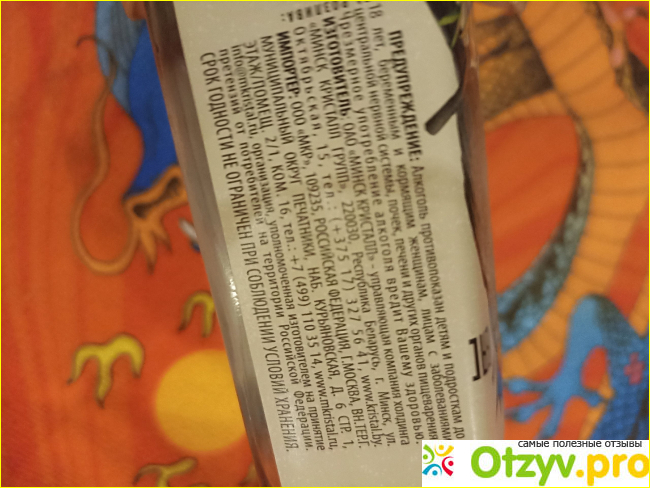 ПРЕДУПРЕЖДЕНИЕ: Алкоголь противопоказан детям и подросткам до
18 лет, беременным и кормящим женщинам, лицам с заболеваниями
центральной нервной системы, почек, печени и других органов пищеварения.
Чрезмерное употребление алкоголя вредит Вашему здоровью.
ИЗГОТОВИТЕЛЬ: ОАО «МИНСК КРИСТАЛЛ» - управляющая компания холдинга
«МИНСК КРИСТАЛЛ ГРУПП», 220030, Республика Беларусь, г. Минск, ул.
Октябрьская, 15, тел.: (+375 17) 327 56 41, www.kristal.by.
ИМПОРТЕР: ООО «МКР», 109235, РОССИЙСКАЯ ФЕДЕРАЦИЯ, Г.МОСКВА, ВН.ТЕР.Г.
МУНИЦИПАЛЬНЫЙ ОКРУГ ПЕЧАТНИКИ, НАБ. КУРЬЯНОВСКАЯ, Д. 6 СТР. 1,
ЭТАЖ/ПОМЕЩ. 2/1, КОМ. 16, тел.: +7 (499) 110 35 14, www.mkristal.ru,
info@mkristal.ru, организация, уполномоченная изготовителем на принятие
претензий от потребителей на территории Российской Федерации.
СРОК ГОДНОСТИ НЕ ОГРАНИЧЕН ПРИ СОБЛЮДЕНИИ УСЛОВИЙ ХРАНЕНИЯ.
самые полезные отзывы
Otzyv.pro